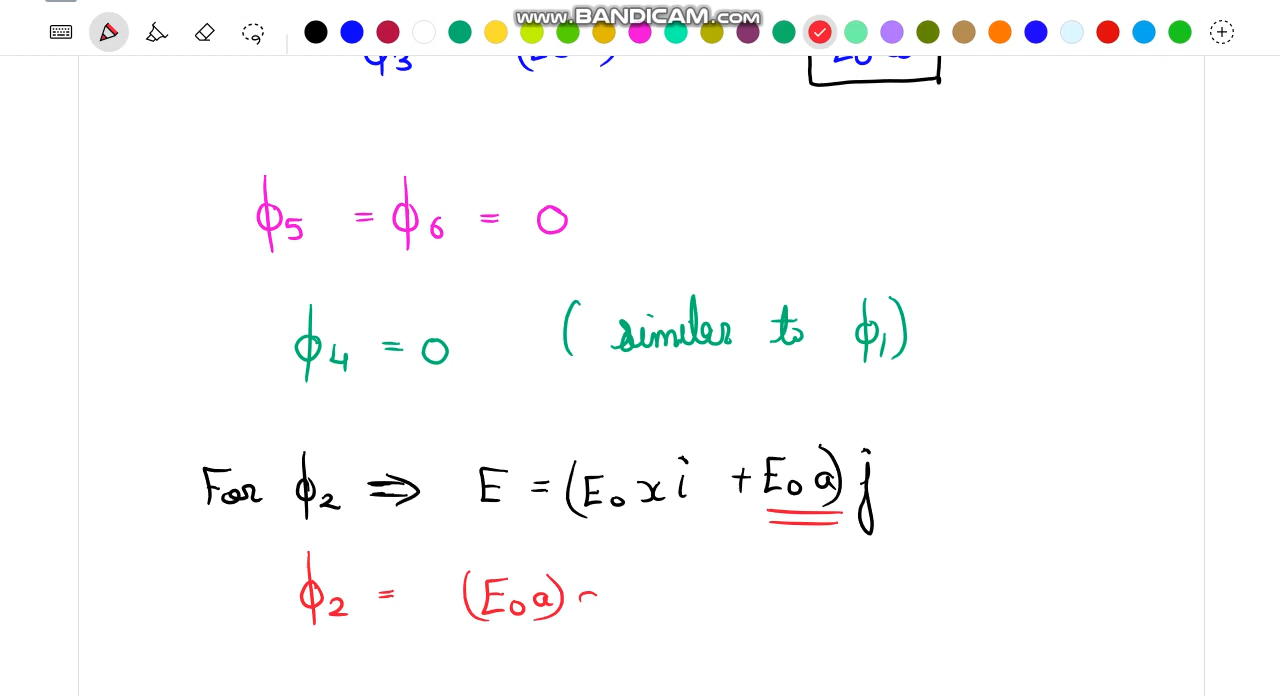 www.BANDICAM.com
ϕ₅ = ϕ₆ = 0
ϕ₄ = 0 (similar to ϕ₁)
For ϕ₂ ⇒ E = (E₀ x i + E₀ a) j
ϕ₂ = (E₀ a)